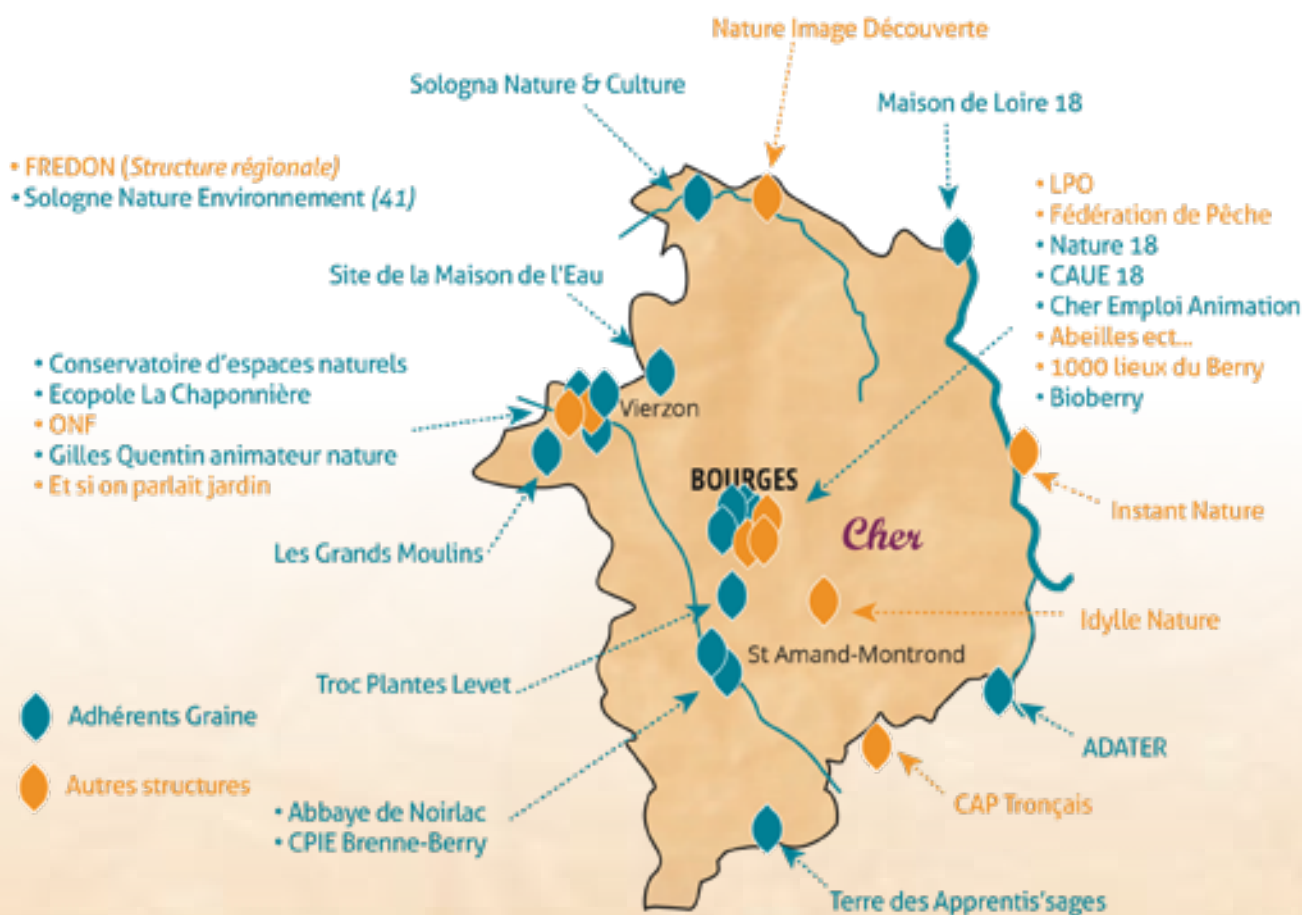 Nature Image Découverte
Sologna Nature & Culture
Maison de Loire 18
• FREDON (Structure régionale)
• Sologne Nature Environnement (41)
• LPO
• Fédération de Pêche
• Nature 18
• CAUE 18
• Cher Emploi Animation
• Abeilles ect...
• 1000 lieux du Berry
• Bioberry
Site de la Maison de l'Eau
• Conservatoire d'espaces naturels
• Ecopole La Chaponnière
• ONF
• Gilles Quentin animateur nature
• Et si on parlait jardin
Vierzon
BOURGES
Cher
Instant Nature
Les Grands Moulins
Idylle Nature
St Amand-Montrond
Troc Plantes Levet
Adhérents Graine
Autres structures
ADATER
CAP Tronçais
• Abbaye de Noirlac
• CPIE Brenne-Berry
Terre des Apprentis'sages